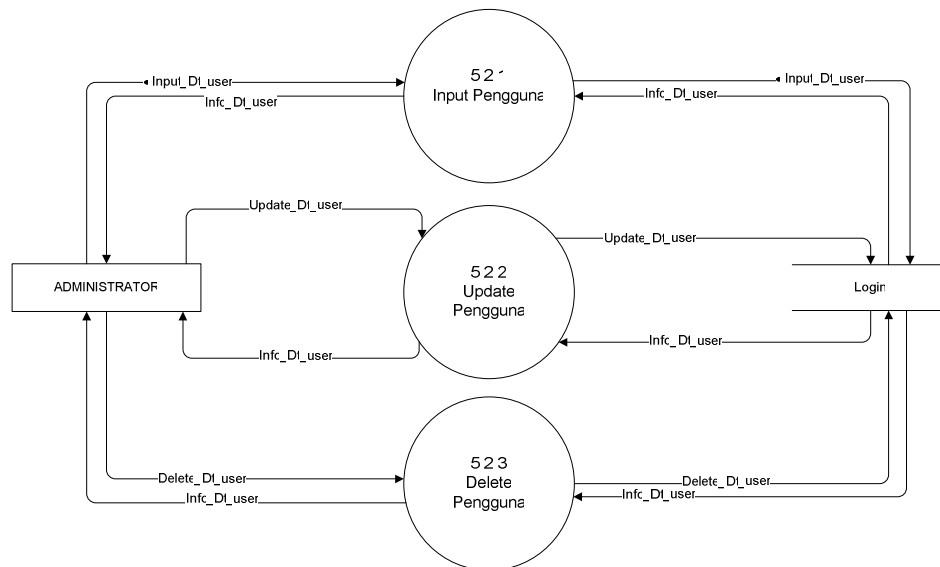 5 2 1
Input Pengguna
Input_Dt_user
Info_Dt_user
Input_Dt_user
Info_Dt_user
Update_Dt_user
Update_Dt_user
ADMINISTRATOR
5 2 2
Update
Pengguna
Login
Info_Dt_user
Info_Dt_user
5 2 3
Delete
Pengguna
Delete_Dt_user
Info_Dt_user
Delete_Dt_user
Info_Dt_user